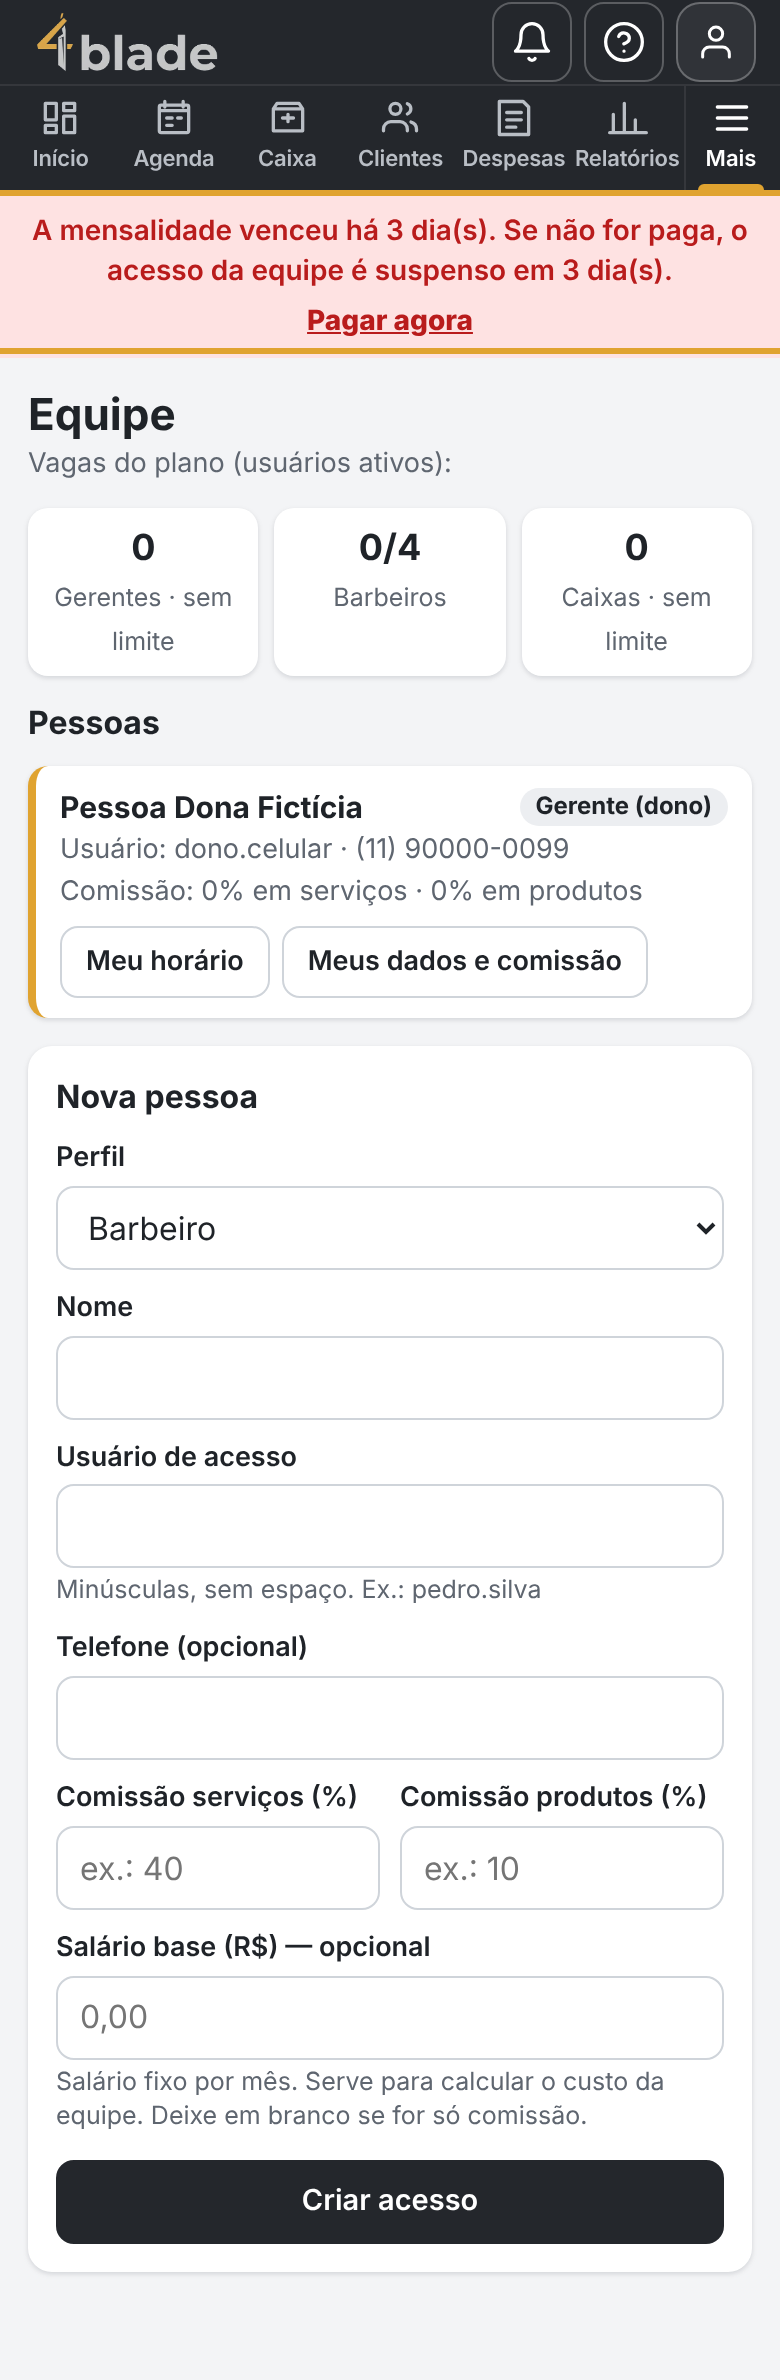 4blade
Início
Agenda
Caixa
Clientes
Despesas
Relatórios
Mais
A mensalidade venceu há 3 dia(s). Se não for paga, o
acesso da equipe é suspenso em 3 dia(s).
Pagar agora
Equipe
Vagas do plano (usuários ativos):
0
Gerentes · sem
limite
0/4
Barbeiros
0
Caixas · sem
limite
Pessoas
Pessoa Dona Fictícia
Gerente (dono)
Usuário: dono.celular · (11) 90000-0099
Comissão: 0% em serviços · 0% em produtos
Meu horário
Meus dados e comissão
Nova pessoa
Perfil
Barbeiro
Nome
Usuário de acesso
Minúsculas, sem espaço. Ex.: pedro.silva
Telefone (opcional)
Comissão serviços (%)
Comissão produtos (%)
ex.: 40
ex.: 10
Salário base (R$) — opcional
0,00
Salário fixo por mês. Serve para calcular o custo da
equipe. Deixe em branco se for só comissão.
Criar acesso